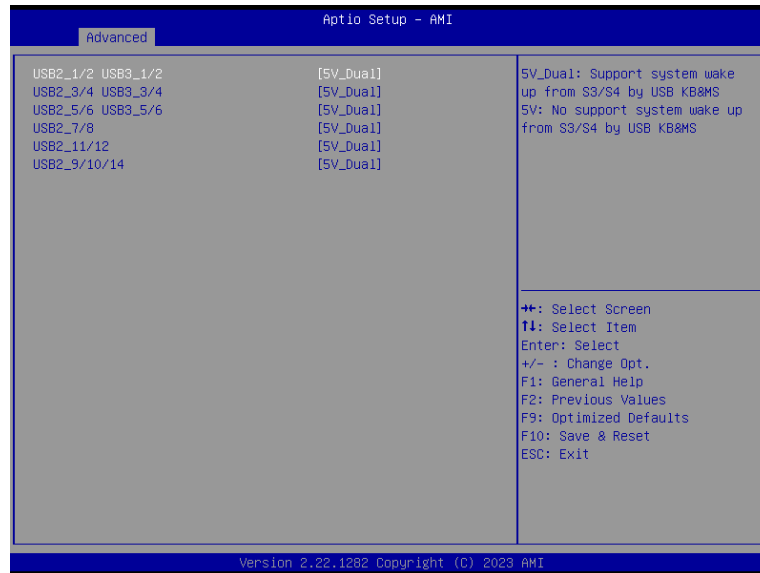 Aptio Setup – AMI
Advanced
USB2_1/2 USB3_1/2 [5V_Dual]
USB2_3/4 USB3_3/4 [5V_Dual]
USB2_5/6 USB3_5/6 [5V_Dual]
USB2_7/8 [5V_Dual]
USB2_11/12 [5V_Dual]
USB2_9/10/14 [5V_Dual]
5V_Dual: Support system wake
up from S3/S4 by USB KB&MS
5V: No support system wake up
from S3/S4 by USB KB&MS
→←: Select Screen
↑↓: Select Item
Enter: Select
+/– : Change Opt.
F1: General Help
F2: Previous Values
F9: Optimized Defaults
F10: Save & Reset
ESC: Exit
Version 2.22.1282 Copyright (C) 2023 AMI